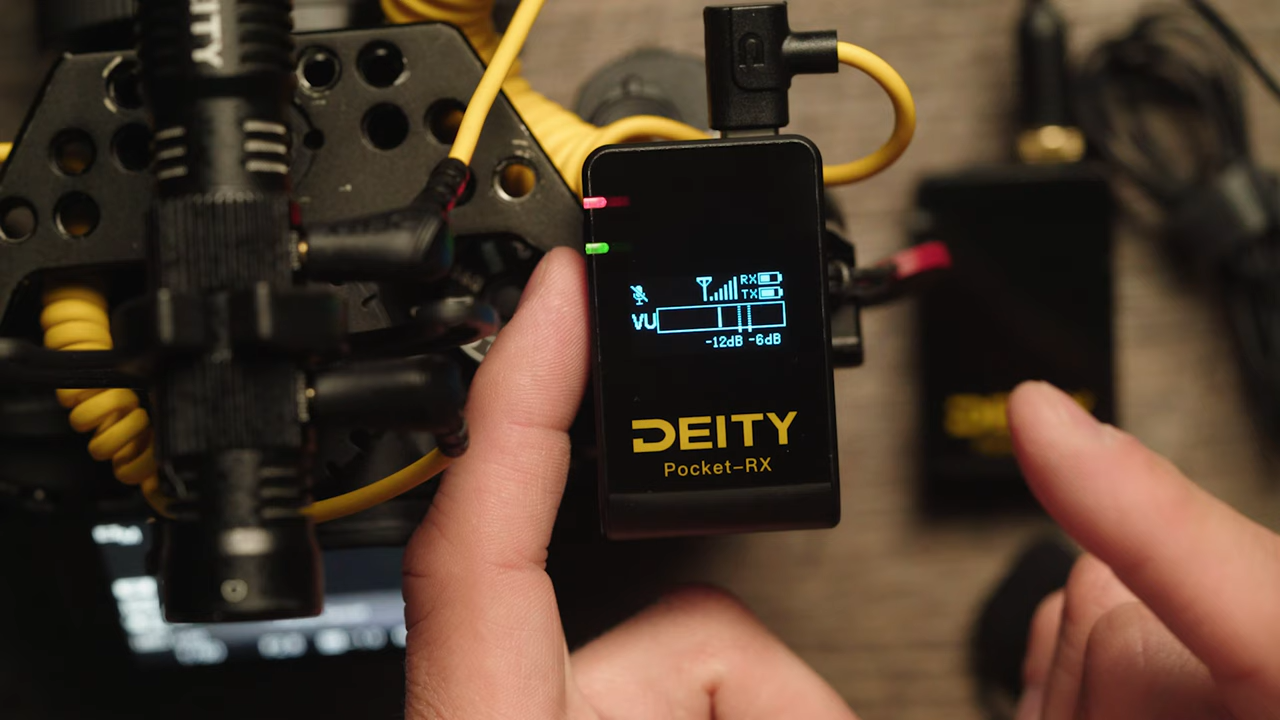 RX
TX
VU
-12dB -6dB
DEITY
Pocket-RX